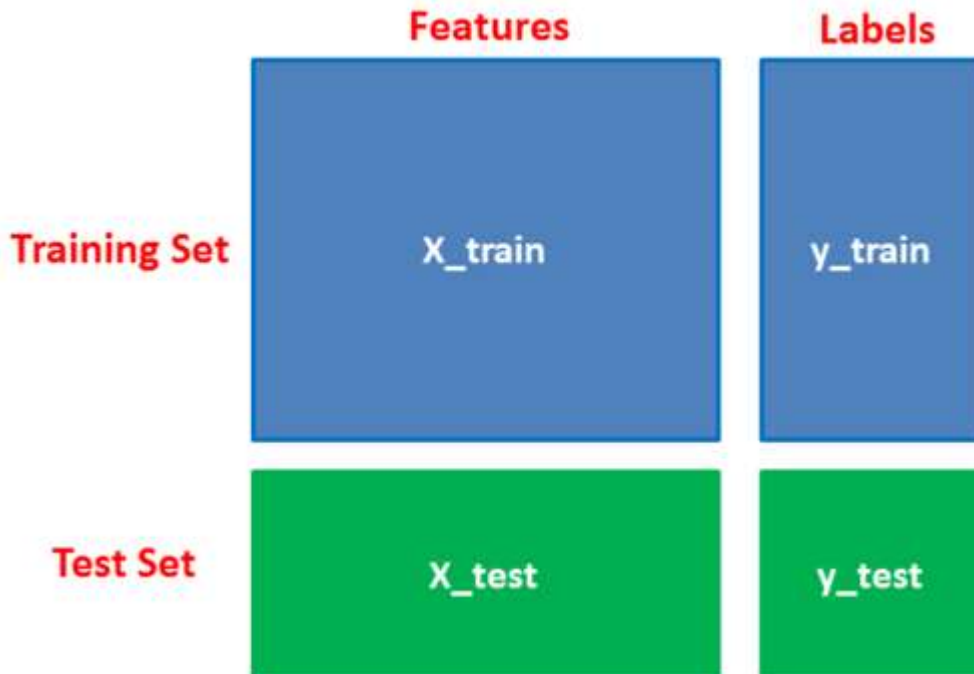 Features
Labels
Training Set
X_train
y_train
Test Set
X_test
y_test